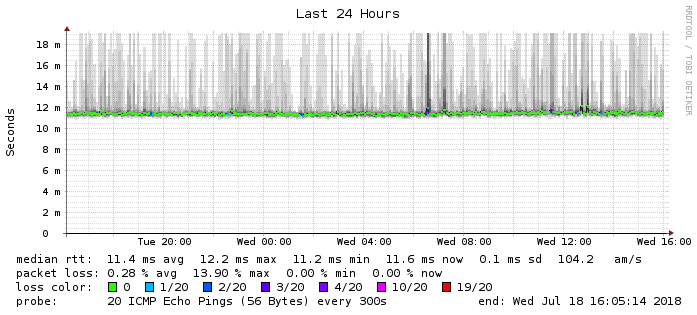 Last 24 Hours
RRDTOOL / TOBI OETIKER
Seconds
18 m
16 m
14 m
12 m
10 m
8 m
6 m
4 m
2 m
0
Tue 20:00 Wed 00:00 Wed 04:00 Wed 08:00 Wed 12:00 Wed 16:00
median rtt: 11.4 ms avg 12.2 ms max 11.2 ms min 11.6 ms now 0.1 ms sd 104.2 am/s
packet loss: 0.28 % avg 13.90 % max 0.00 % min 0.00 % now
loss color: 0 1/20 2/20 3/20 4/20 10/20 19/20
probe: 20 ICMP Echo Pings (56 Bytes) every 300s end: Wed Jul 18 16:05:14 2018